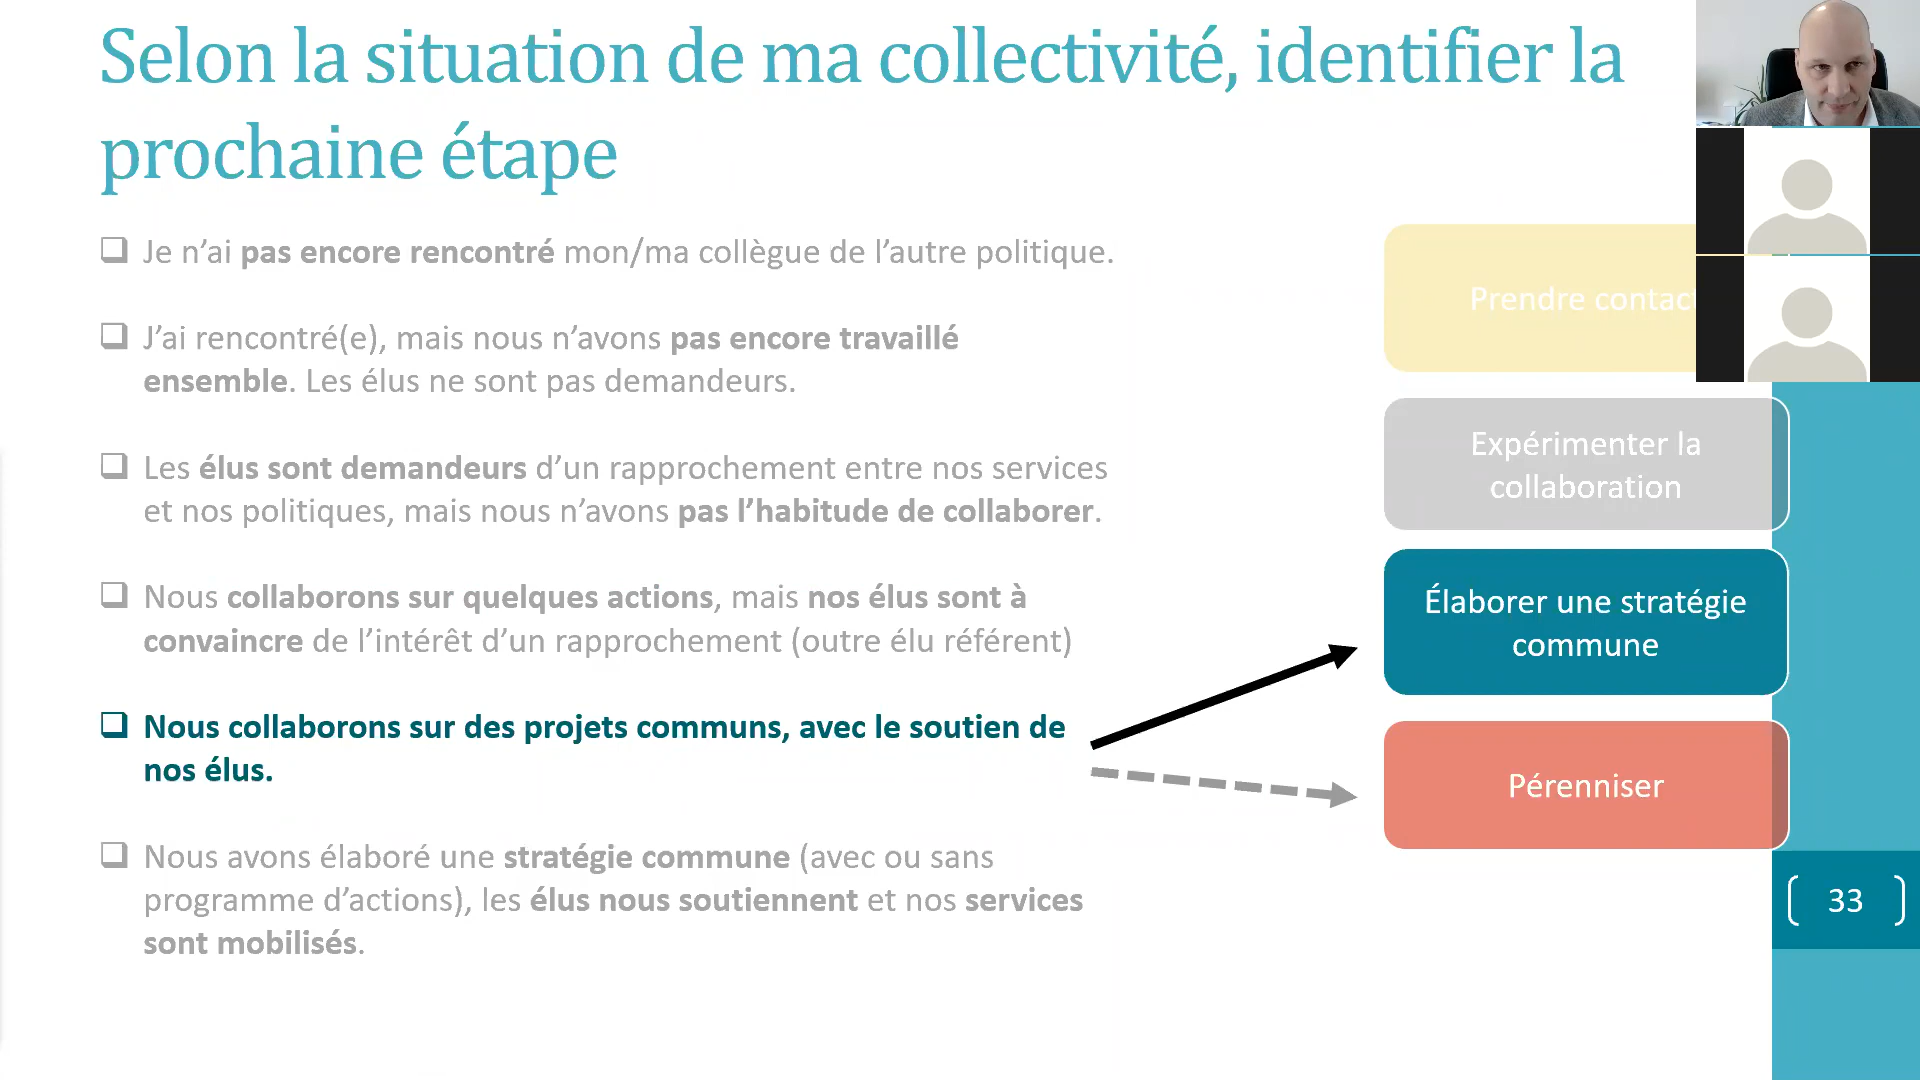 Selon la situation de ma collectivité, identifier la
prochaine étape
❑ Je n’ai pas encore rencontré mon/ma collègue de l’autre politique.
❑ J’ai rencontré(e), mais nous n’avons pas encore travaillé
ensemble. Les élus ne sont pas demandeurs.
❑ Les élus sont demandeurs d’un rapprochement entre nos services
et nos politiques, mais nous n’avons pas l’habitude de collaborer.
❑ Nous collaborons sur quelques actions, mais nos élus sont à
convaincre de l’intérêt d’un rapprochement (outre élu référent)
❑ Nous collaborons sur des projets communs, avec le soutien de
nos élus.
❑ Nous avons élaboré une stratégie commune (avec ou sans
programme d’actions), les élus nous soutiennent et nos services
sont mobilisés.
Prendre contac
Expérimenter la
collaboration
Élaborer une stratégie
commune
Pérenniser
33